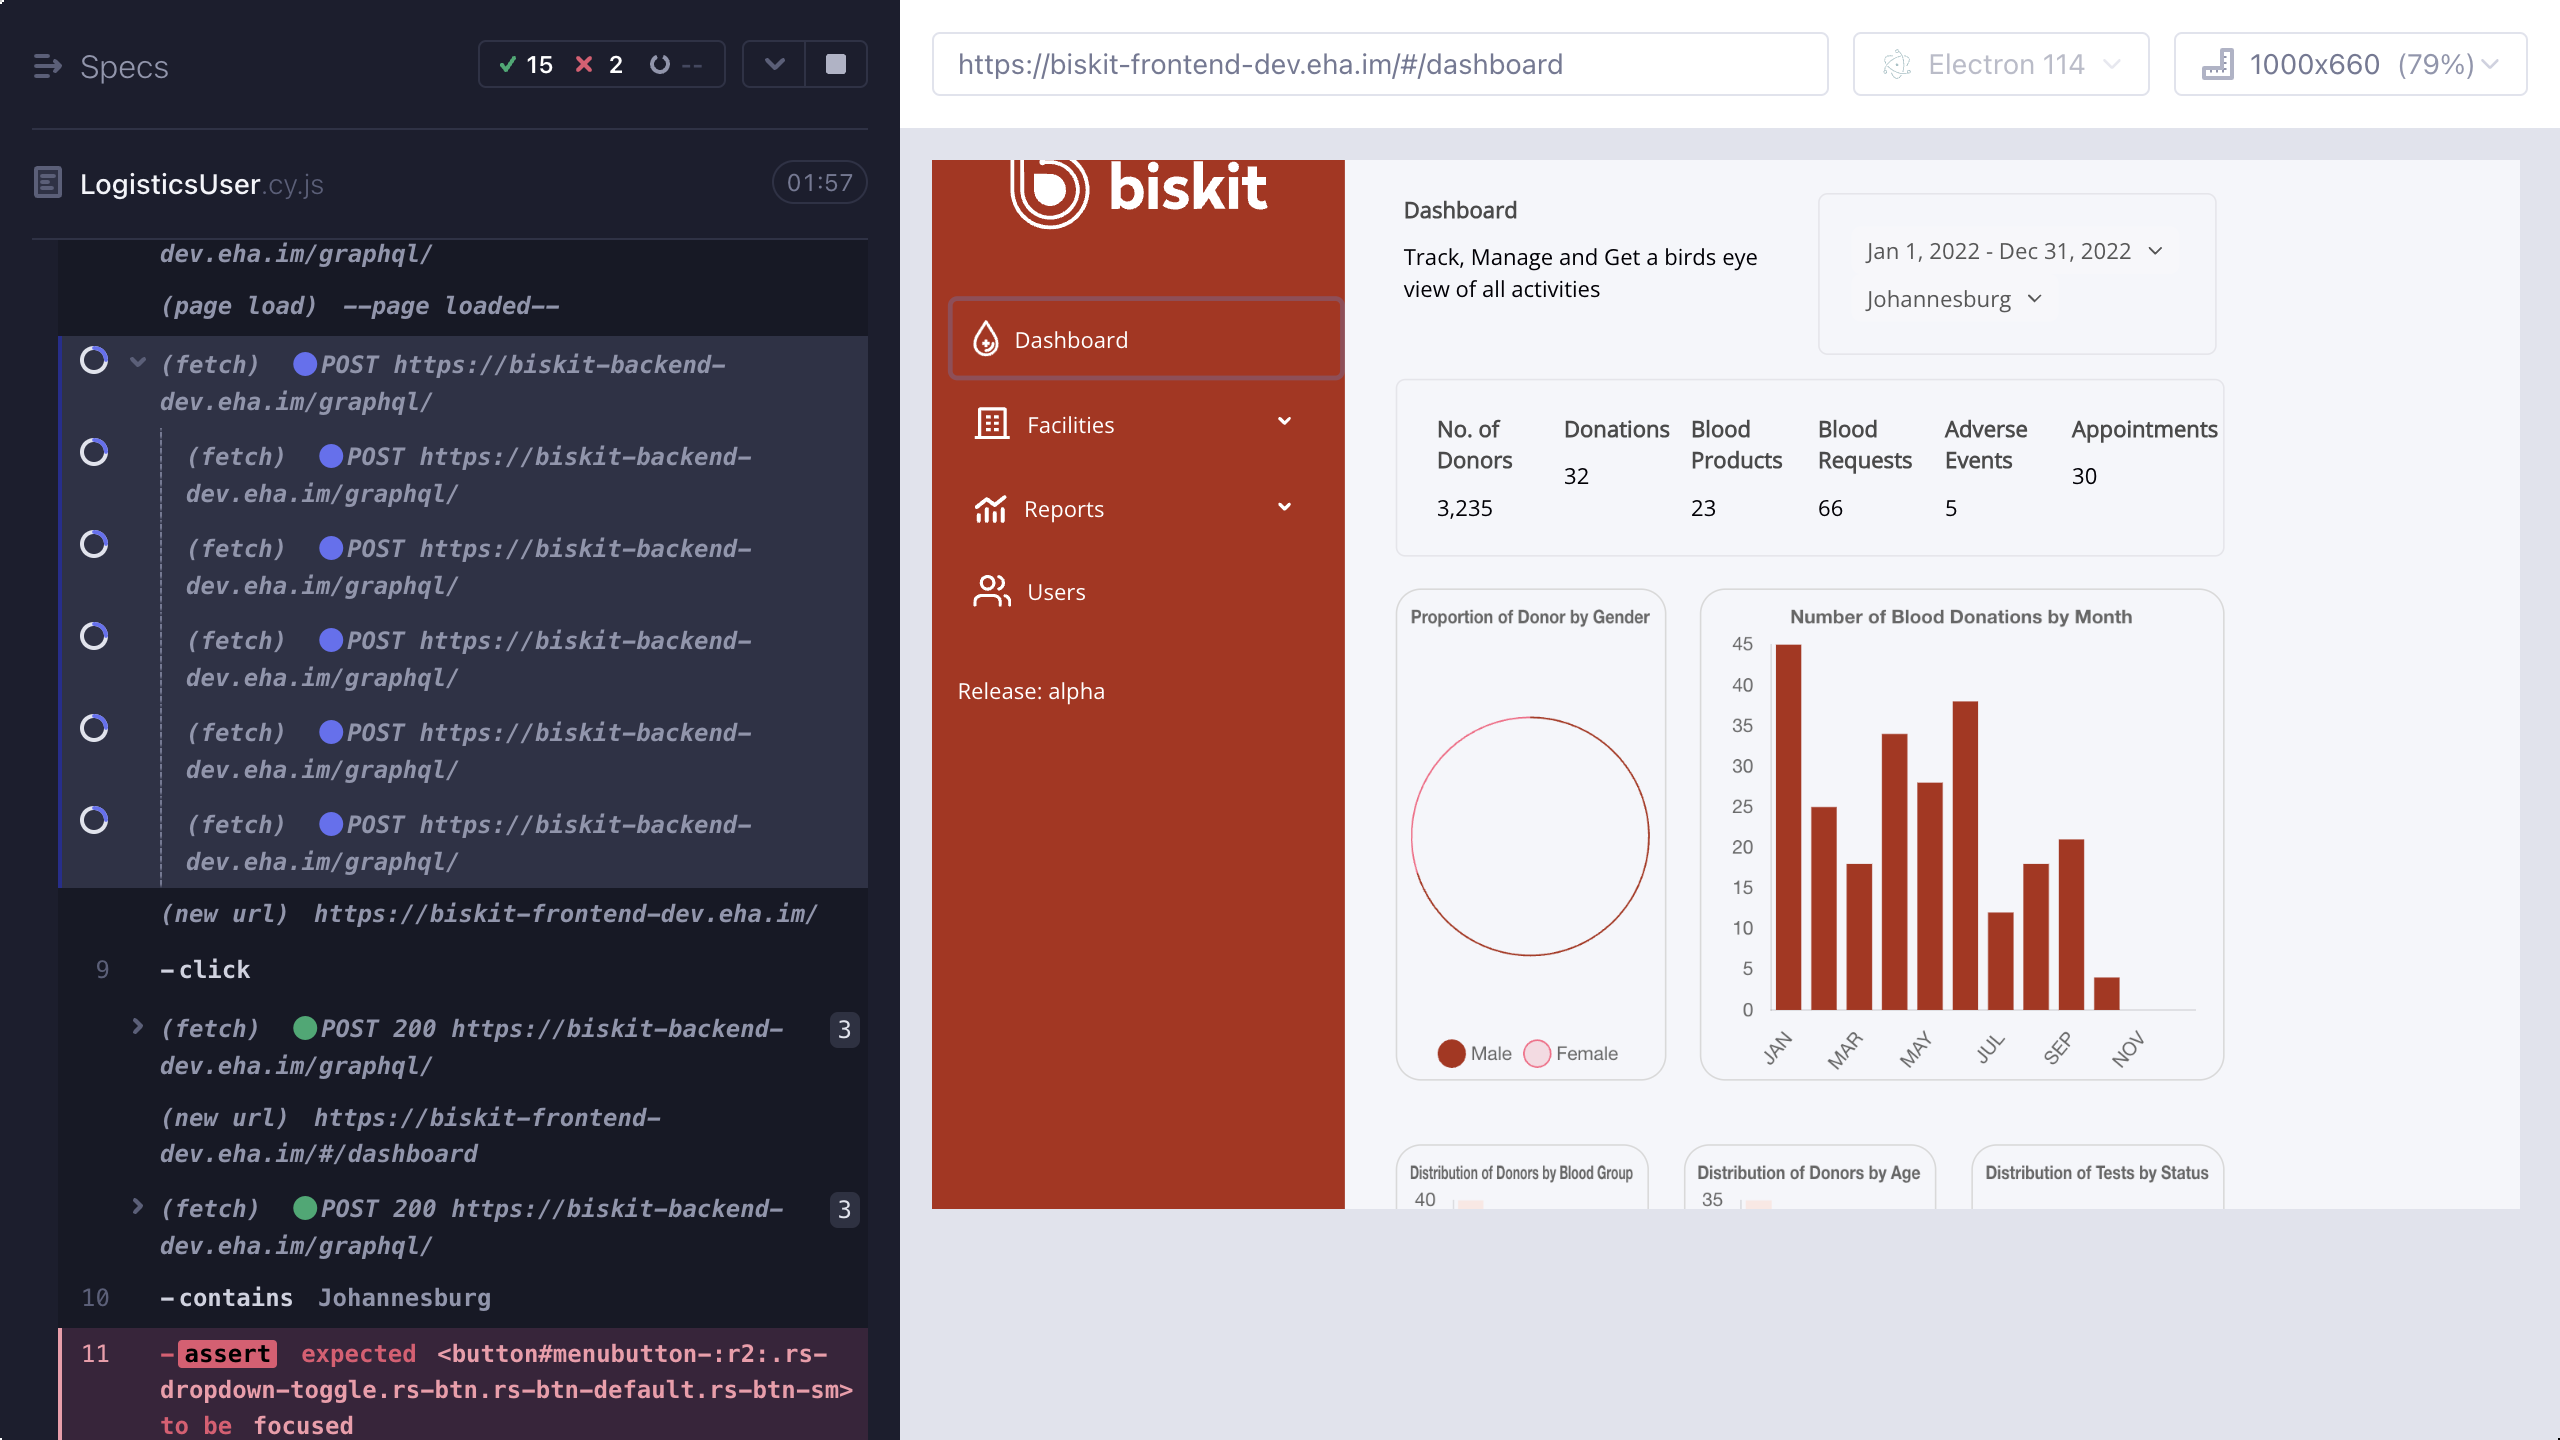 Specs
15 2 --
LogisticsUser.cy.js
01:57
dev.eha.im/graphql/
(page load) --page loaded--
(fetch) POST https://biskit-backend-
dev.eha.im/graphql/
(fetch) POST https://biskit-backend-
dev.eha.im/graphql/
(fetch) POST https://biskit-backend-
dev.eha.im/graphql/
(fetch) POST https://biskit-backend-
dev.eha.im/graphql/
(fetch) POST https://biskit-backend-
dev.eha.im/graphql/
(fetch) POST https://biskit-backend-
dev.eha.im/graphql/
(new url) https://biskit-frontend-dev.eha.im/
9 -click
(fetch) POST 200 https://biskit-backend- 3
dev.eha.im/graphql/
(new url) https://biskit-frontend-
dev.eha.im/#/dashboard
(fetch) POST 200 https://biskit-backend- 3
dev.eha.im/graphql/
10 -contains Johannesburg
11 -assert expected <button#menubutton-:r2:.rs-
dropdown-toggle.rs-btn.rs-btn-default.rs-btn-sm>
to be focused
https://biskit-frontend-dev.eha.im/#/dashboard
Electron 114
1000x660 (79%)
biskit
Dashboard
Facilities
Reports
Users
Release: alpha
Dashboard
Track, Manage and Get a birds eye
view of all activities
Jan 1, 2022 - Dec 31, 2022
Johannesburg
No. of
Donors
3,235
Donations
32
Blood
Products
23
Blood
Requests
66
Adverse
Events
5
Appointments
30
Proportion of Donor by Gender
Male Female
Number of Blood Donations by Month
45
40
35
30
25
20
15
10
5
0
JAN MAR MAY JUL SEP NOV
Distribution of Donors by Blood Group
40
Distribution of Donors by Age
35
Distribution of Tests by Status